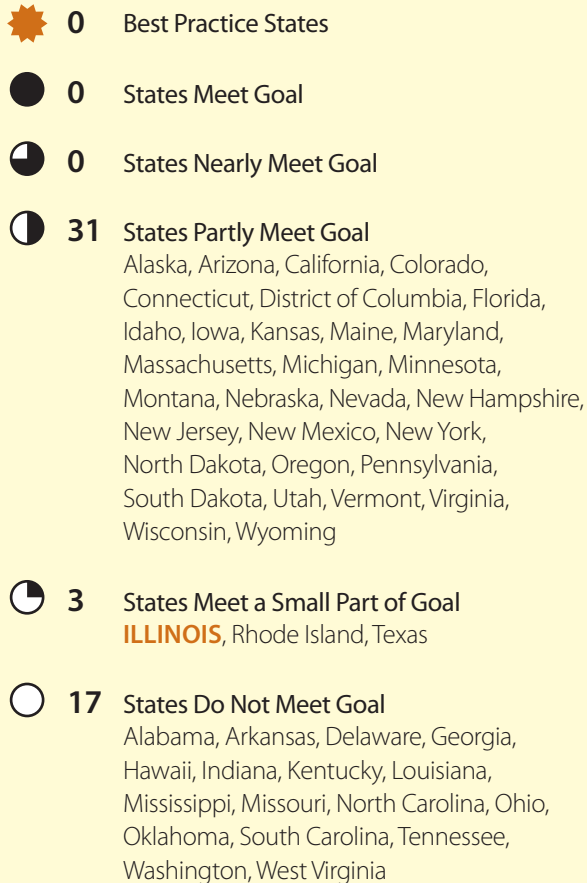 0 Best Practice States
0 States Meet Goal
0 States Nearly Meet Goal
31 States Partly Meet Goal
Alaska, Arizona, California, Colorado,
Connecticut, District of Columbia, Florida,
Idaho, Iowa, Kansas, Maine, Maryland,
Massachusetts, Michigan, Minnesota,
Montana, Nebraska, Nevada, New Hampshire,
New Jersey, New Mexico, New York,
North Dakota, Oregon, Pennsylvania,
South Dakota, Utah, Vermont, Virginia,
Wisconsin, Wyoming
3 States Meet a Small Part of Goal
ILLINOIS, Rhode Island, Texas
17 States Do Not Meet Goal
Alabama, Arkansas, Delaware, Georgia,
Hawaii, Indiana, Kentucky, Louisiana,
Mississippi, Missouri, North Carolina, Ohio,
Oklahoma, South Carolina, Tennessee,
Washington, West Virginia